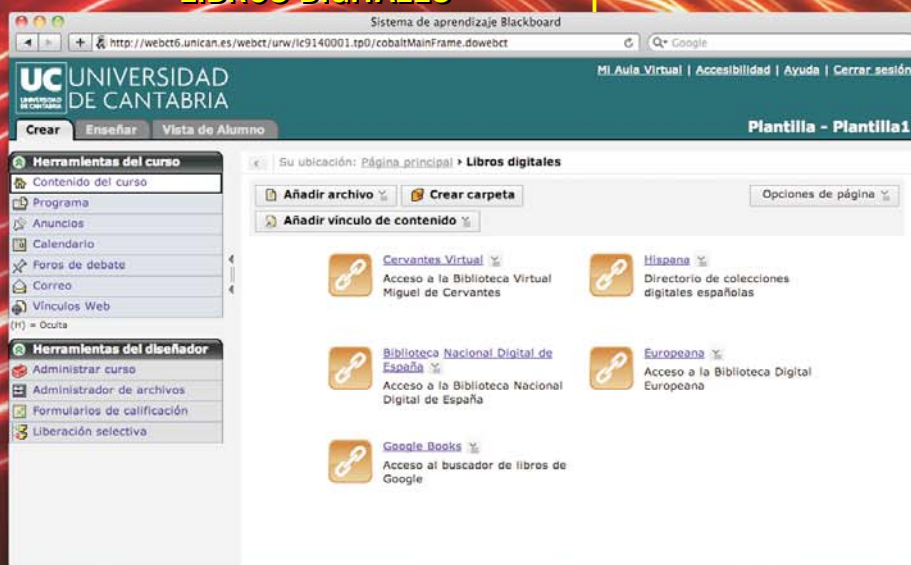 LIBROS DIGITALES
Sistema de aprendizaje Blackboard
http://webct6.unican.es/webct/urw/lc9140001.tp0/cobaltMainFrame.dowebct
Google
UC UNIVERSIDAD DE CANTABRIA
Mi Aula Virtual | Accesibilidad | Ayuda | Cerrar sesión
Crear Enseñar Vista de Alumno
Plantilla - Plantilla1
Herramientas del curso
Contenido del curso
Programa
Anuncios
Calendario
Foros de debate
Correo
Vínculos Web
(H) = Oculta
Herramientas del diseñador
Administrar curso
Administrador de archivos
Formularios de calificación
Liberación selectiva
Su ubicación: Página principal › Libros digitales
Añadir archivo Crear carpeta Opciones de página
Añadir vínculo de contenido
Cervantes Virtual
Acceso a la Biblioteca Virtual
Miguel de Cervantes
Hispana
Directorio de colecciones
digitales españolas
Biblioteca Nacional Digital de
España
Acceso a la Biblioteca Nacional
Digital de España
Europeana
Acceso a la Biblioteca Digital
Europeana
Google Books
Acceso al buscador de libros de
Google